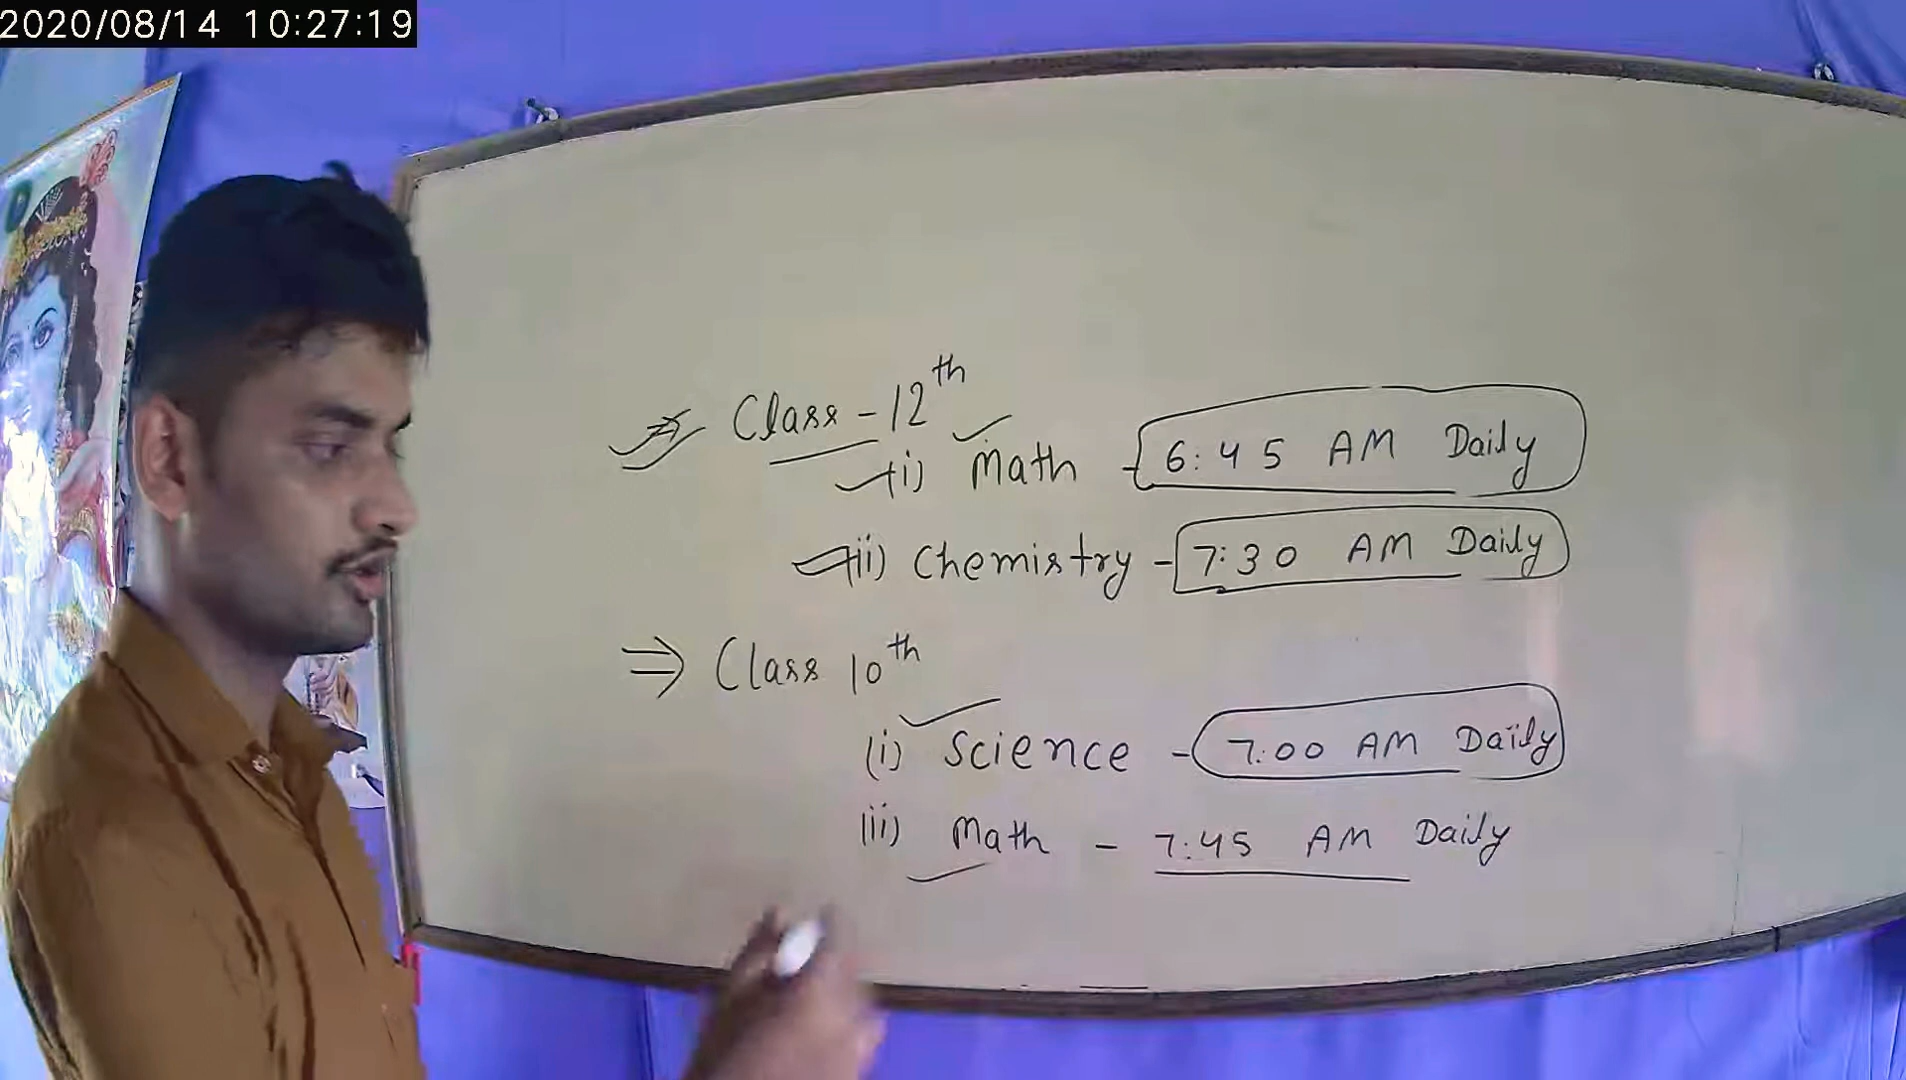 2020/08/14 10:27:19
⇒ Class - 12th
(i) Math - 6:45 AM Daily
(ii) Chemistry - 7:30 AM Daily
⇒ Class 10th
(i) Science - 7:00 AM Daily
(ii) Math - 7:45 AM Daily